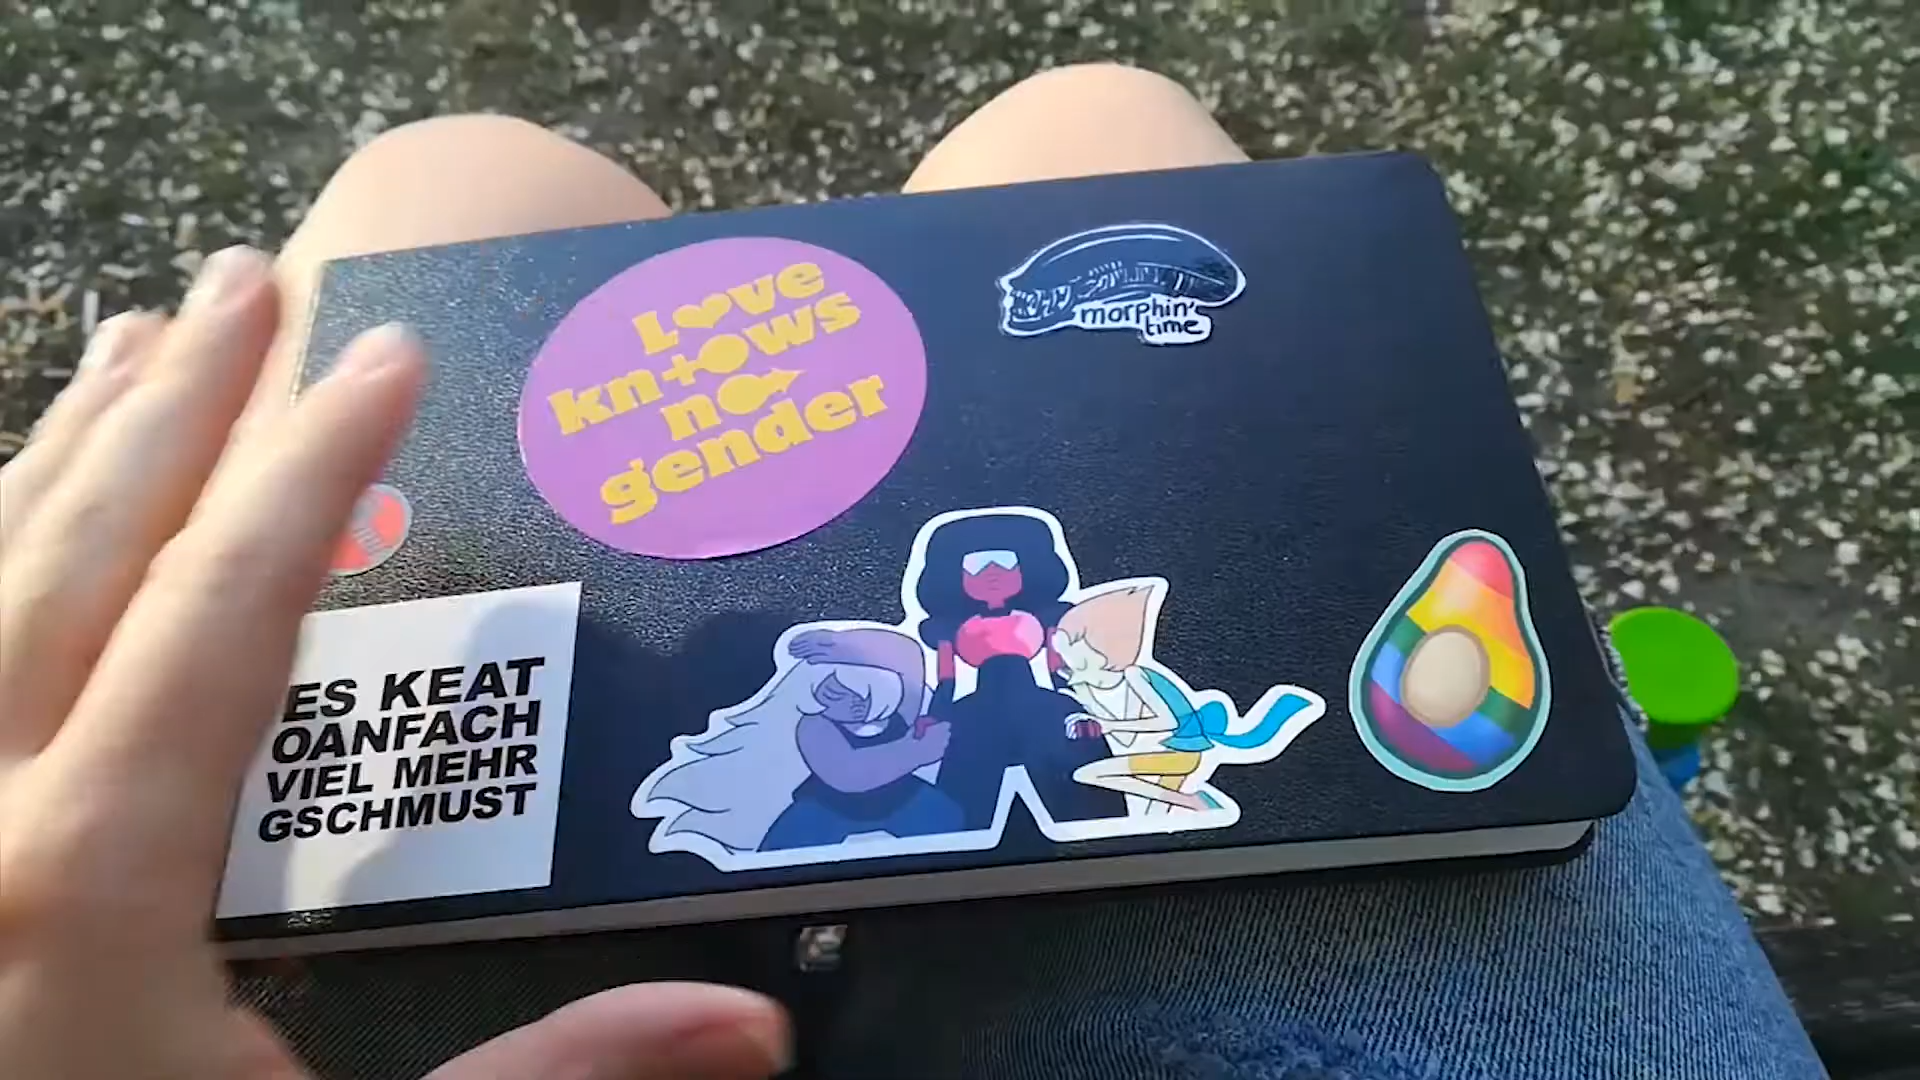 Love
knows
no
gender
morphin'
time
ES KEAT
OANFACH
VIEL MEHR
GSCHMUST